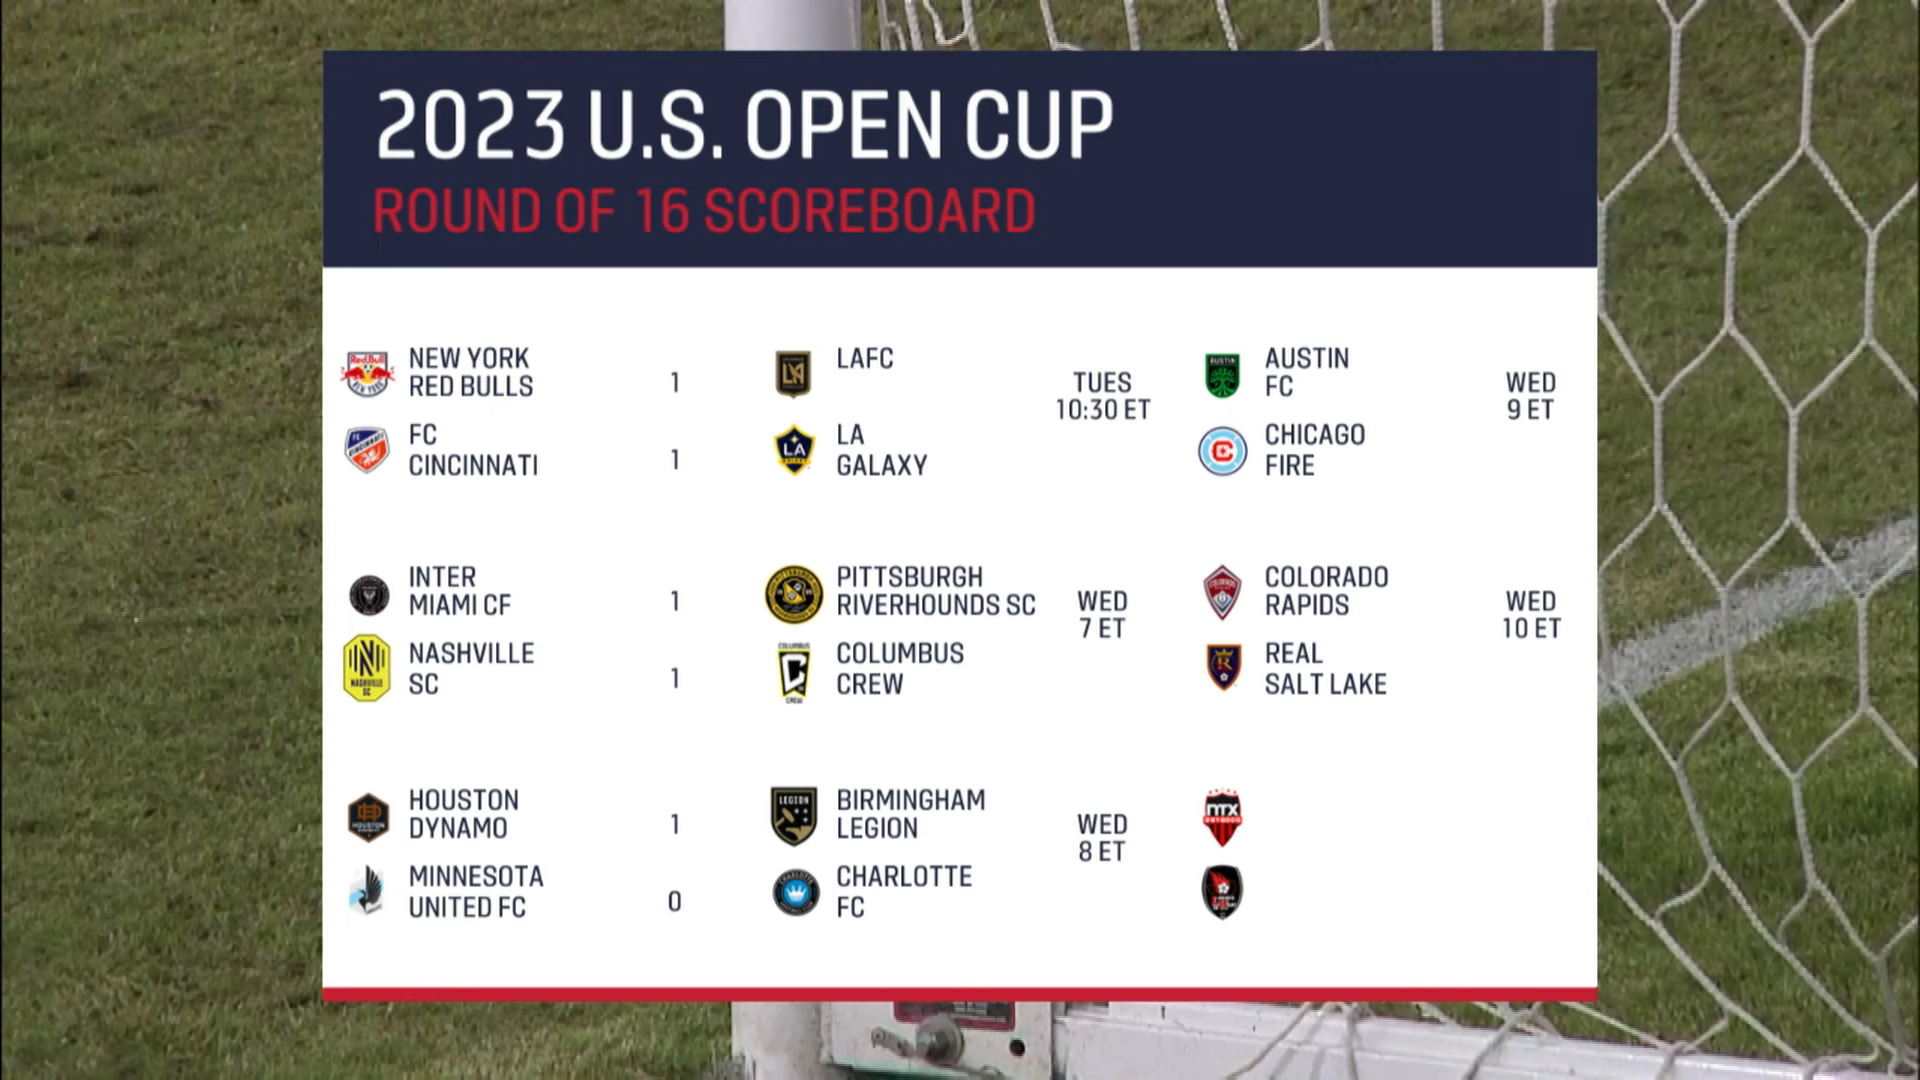 2023 U.S. OPEN CUP
ROUND OF 16 SCOREBOARD
NEW YORK
RED BULLS
1
FC
CINCINNATI
1
LAFC
LA
GALAXY
TUES
10:30 ET
AUSTIN
FC
CHICAGO
FIRE
WED
9 ET
INTER
MIAMI CF
1
NASHVILLE
SC
1
PITTSBURGH
RIVERHOUNDS SC
COLUMBUS
CREW
WED
7 ET
COLORADO
RAPIDS
REAL
SALT LAKE
WED
10 ET
HOUSTON
DYNAMO
1
MINNESOTA
UNITED FC
0
BIRMINGHAM
LEGION
CHARLOTTE
FC
WED
8 ET
NTX